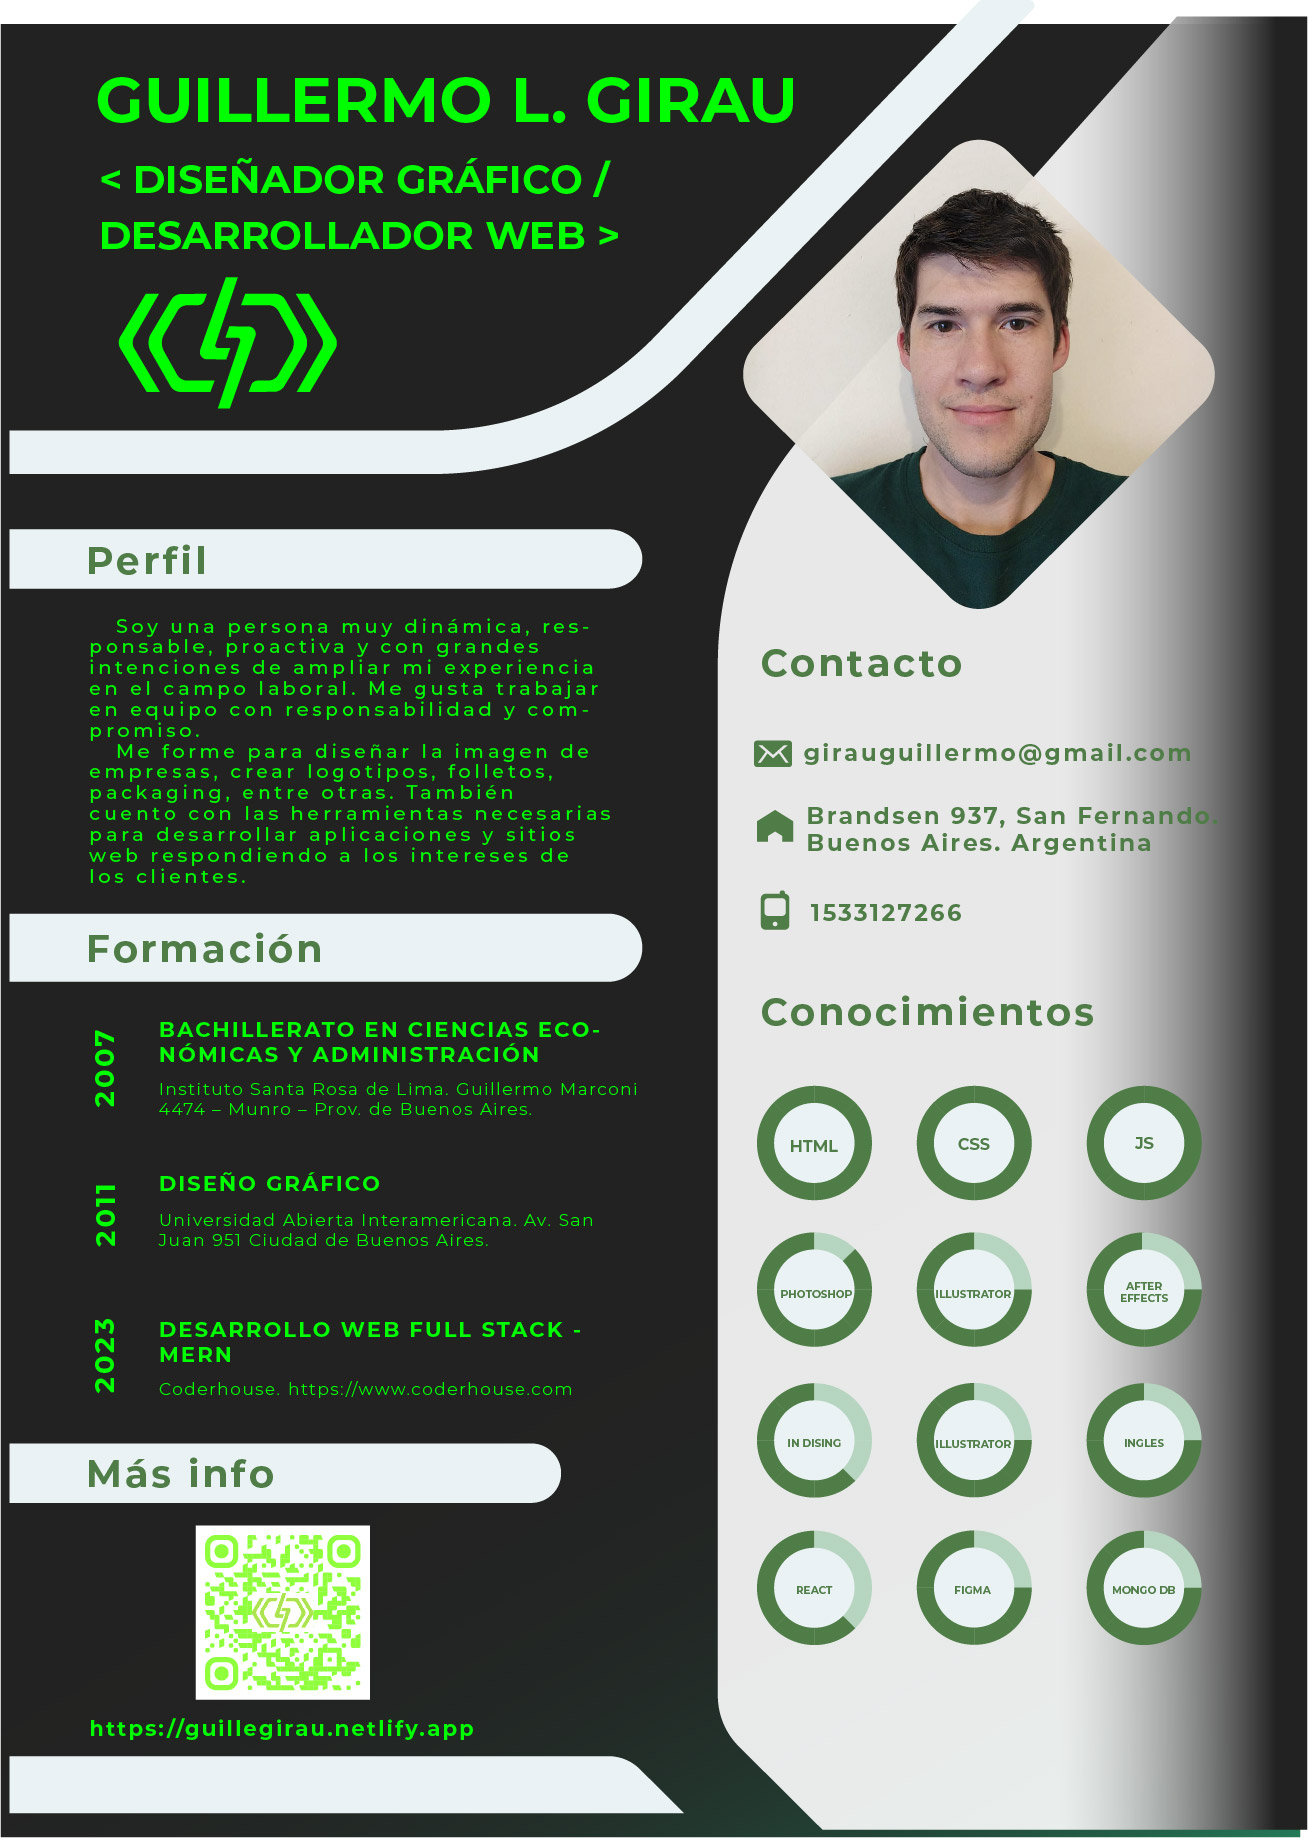 GUILLERMO L. GIRAU
< DISEÑADOR GRÁFICO /
DESARROLLADOR WEB >
Perfil
Soy una persona muy dinámica, res-
ponsable, proactiva y con grandes
intenciones de ampliar mi experiencia
en el campo laboral. Me gusta trabajar
en equipo con responsabilidad y com-
promiso.
Me forme para diseñar la imagen de
empresas, crear logotipos, folletos,
packaging, entre otras. También
cuento con las herramientas necesarias
para desarrollar aplicaciones y sitios
web respondiendo a los intereses de
los clientes.
Formación
2007
BACHILLERATO EN CIENCIAS ECO-
NÓMICAS Y ADMINISTRACIÓN
Instituto Santa Rosa de Lima. Guillermo Marconi
4474 – Munro – Prov. de Buenos Aires.
2011
DISEÑO GRÁFICO
Universidad Abierta Interamericana. Av. San
Juan 951 Ciudad de Buenos Aires.
2023
DESARROLLO WEB FULL STACK -
MERN
Coderhouse. https://www.coderhouse.com
Más info
https://guillegirau.netlify.app
Contacto
girauguillermo@gmail.com
Brandsen 937, San Fernando.
Buenos Aires. Argentina
1533127266
Conocimientos
HTML
CSS
JS
PHOTOSHOP
ILLUSTRATOR
AFTER
EFFECTS
IN DISING
ILLUSTRATOR
INGLES
REACT
FIGMA
MONGO DB